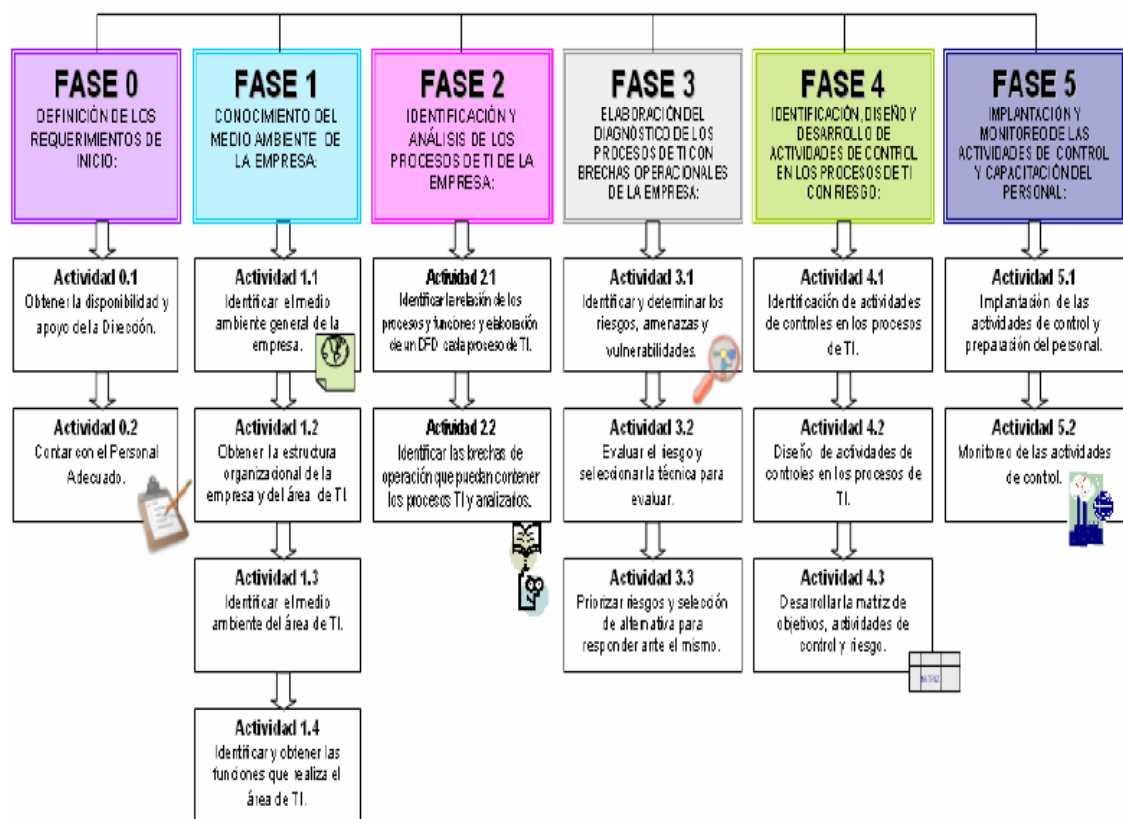 FASE 0
DEFINICIÓN DE LOS
REQUERIMIENTOS DE
INICIO:
Actividad 0.1
Obtener la disponibilidad y
apoyo de la Dirección.
Actividad 0.2
Contar con el Personal
Adecuado.
FASE 1
CONOCIMIENTO DEL
MEDIO AMBIENTE DE
LA EMPRESA:
Actividad 1.1
Identificar el medio
ambiente general de la
empresa.
Actividad 1.2
Obtener la estructura
organizacional de la
empresa y del área de TI.
Actividad 1.3
Identificar el medio
ambiente del área de TI.
Actividad 1.4
Identificar y obtener las
funciones que realiza el
área de TI.
FASE 2
IDENTIFICACIÓN Y
ANÁLISIS DE LOS
PROCESOS DE TI DE LA
EMPRESA:
Actividad 2.1
Identificar la relación de los
procesos y funciones y elaboración
de un DFD cada proceso de TI.
Actividad 2.2
Identificar las brechas de
operación que puedan contener
los procesos TI y analizarlos.
FASE 3
ELABORACIÓN DEL
DIAGNÓSTICO DE LOS
PROCESOS DE TI CON
BRECHAS OPERACIONALES
DE LA EMPRESA:
Actividad 3.1
Identificar y determinar los
riesgos, amenazas y
vulnerabilidades.
Actividad 3.2
Evaluar el riesgo y
seleccionar la técnica para
evaluar.
Actividad 3.3
Priorizar riesgos y selección
de alternativa para
responder ante el mismo.
FASE 4
IDENTIFICACIÓN, DISEÑO Y
DESARROLLO DE
ACTIVIDADES DE CONTROL
EN LOS PROCESOS DE TI
CON RIESGO:
Actividad 4.1
Identificación de actividades
de controles en los procesos
de TI.
Actividad 4.2
Diseño de actividades de
controles en los procesos de
TI.
Actividad 4.3
Desarrollar la matriz de
objetivos, actividades de
control y riesgo.
MATRIZ
FASE 5
IMPLANTACIÓN Y
MONITOREO DE LAS
ACTIVIDADES DE CONTROL
Y CAPACITACIÓN DEL
PERSONAL:
Actividad 5.1
Implantación de las
actividades de control y
preparación del personal.
Actividad 5.2
Monitoreo de las actividades
de control.